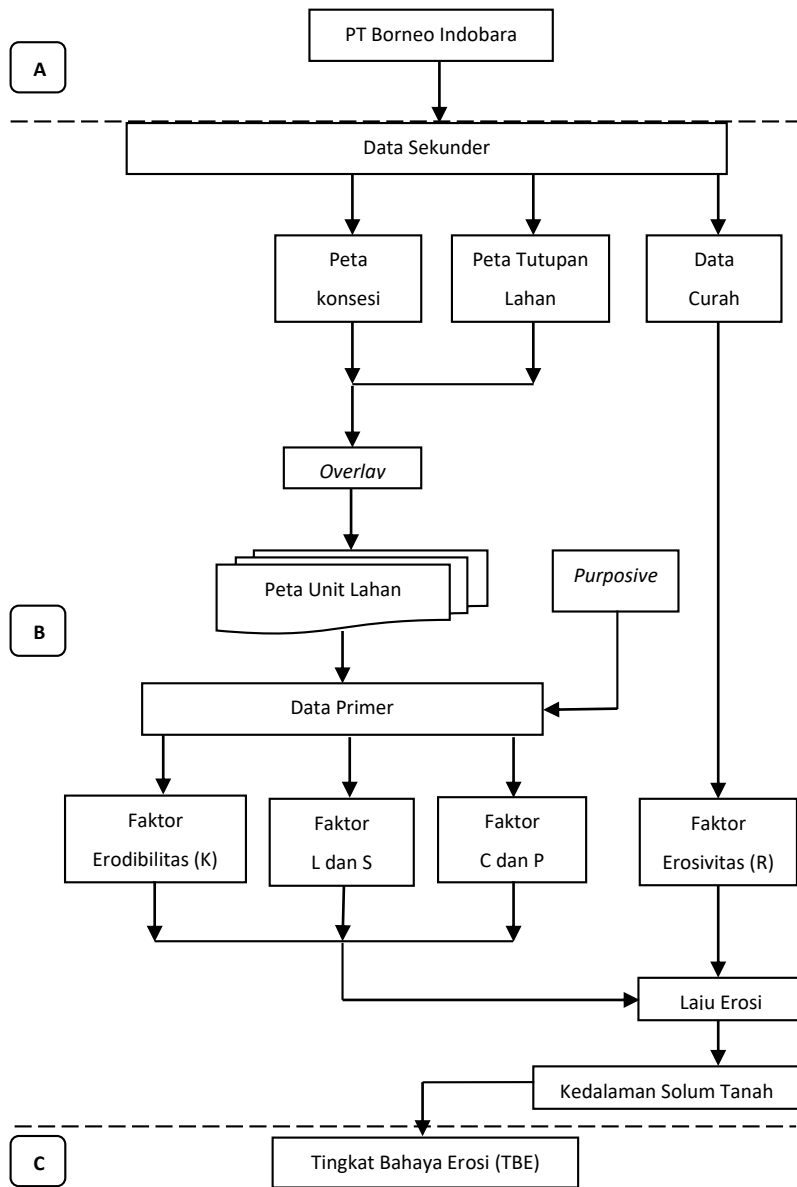 PT Borneo Indobara
A
Data Sekunder
Peta
konsesi
Peta Tutupan
Lahan
Data
Curah
Overlay
Peta Unit Lahan
Purposive
B
Data Primer
Faktor
Erodibilitas (K)
Faktor
L dan S
Faktor
C dan P
Faktor
Erosivitas (R)
Laju Erosi
Kedalaman Solum Tanah
C
Tingkat Bahaya Erosi (TBE)